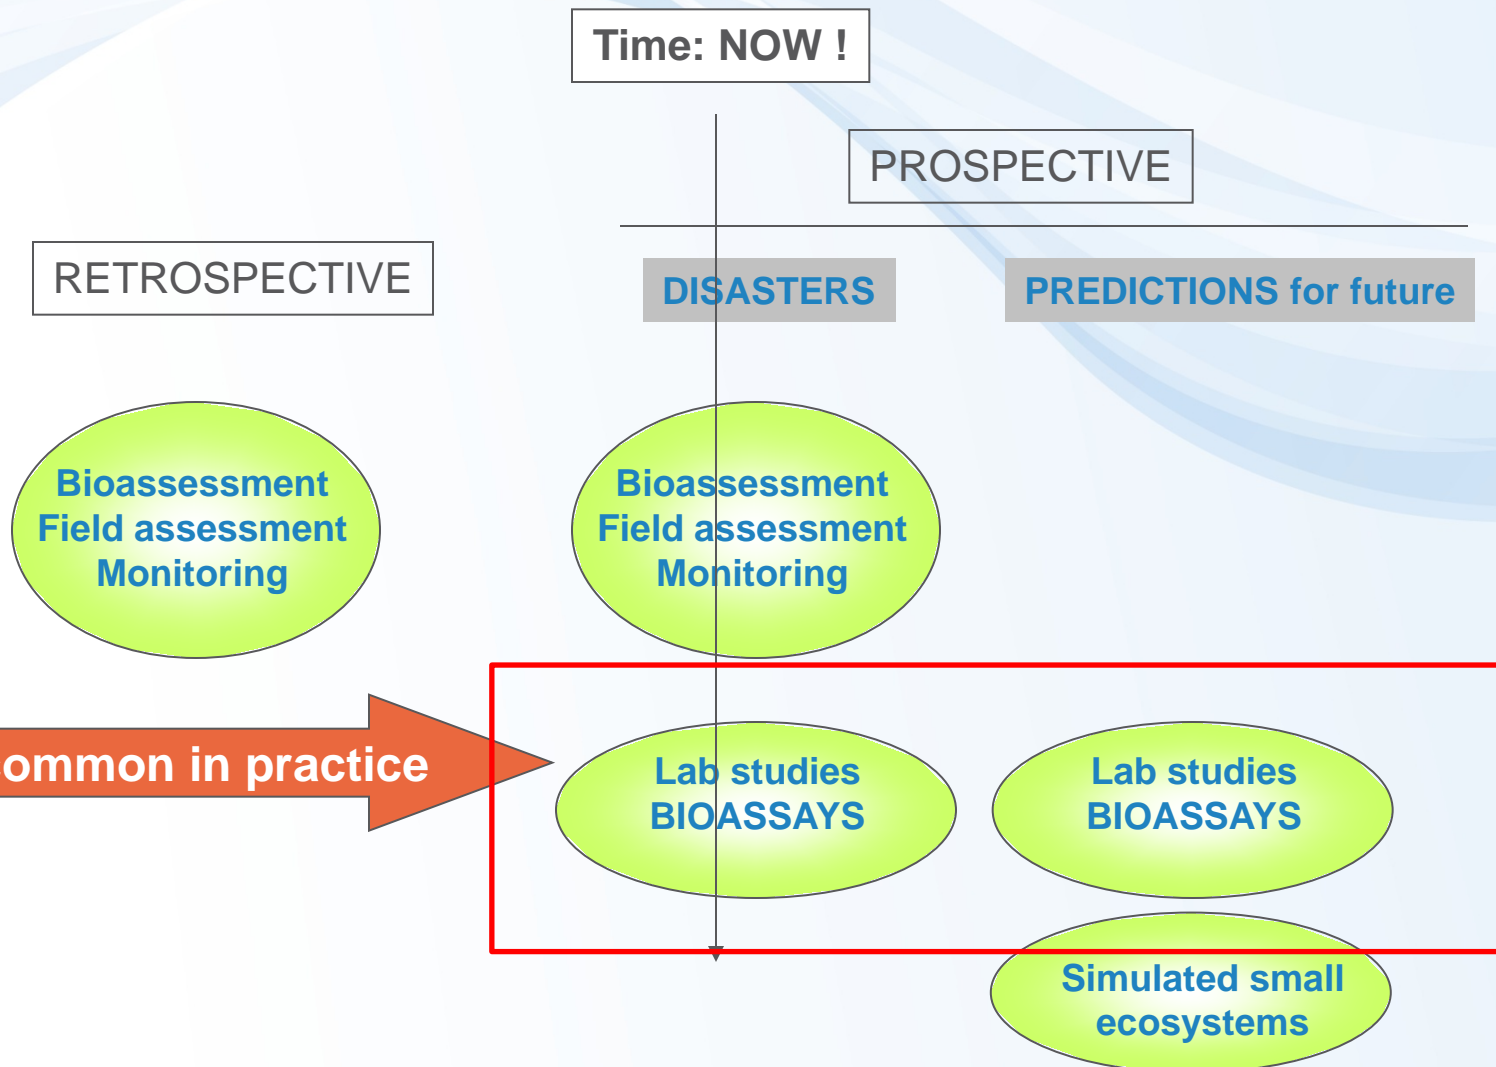 Time: NOW !
PROSPECTIVE
RETROSPECTIVE
DISASTERS
PREDICTIONS for future
Bioassessment
Field assessment
Monitoring
Bioassessment
Field assessment
Monitoring
common in practice
Lab studies
BIOASSAYS
Lab studies
BIOASSAYS
Simulated small
ecosystems